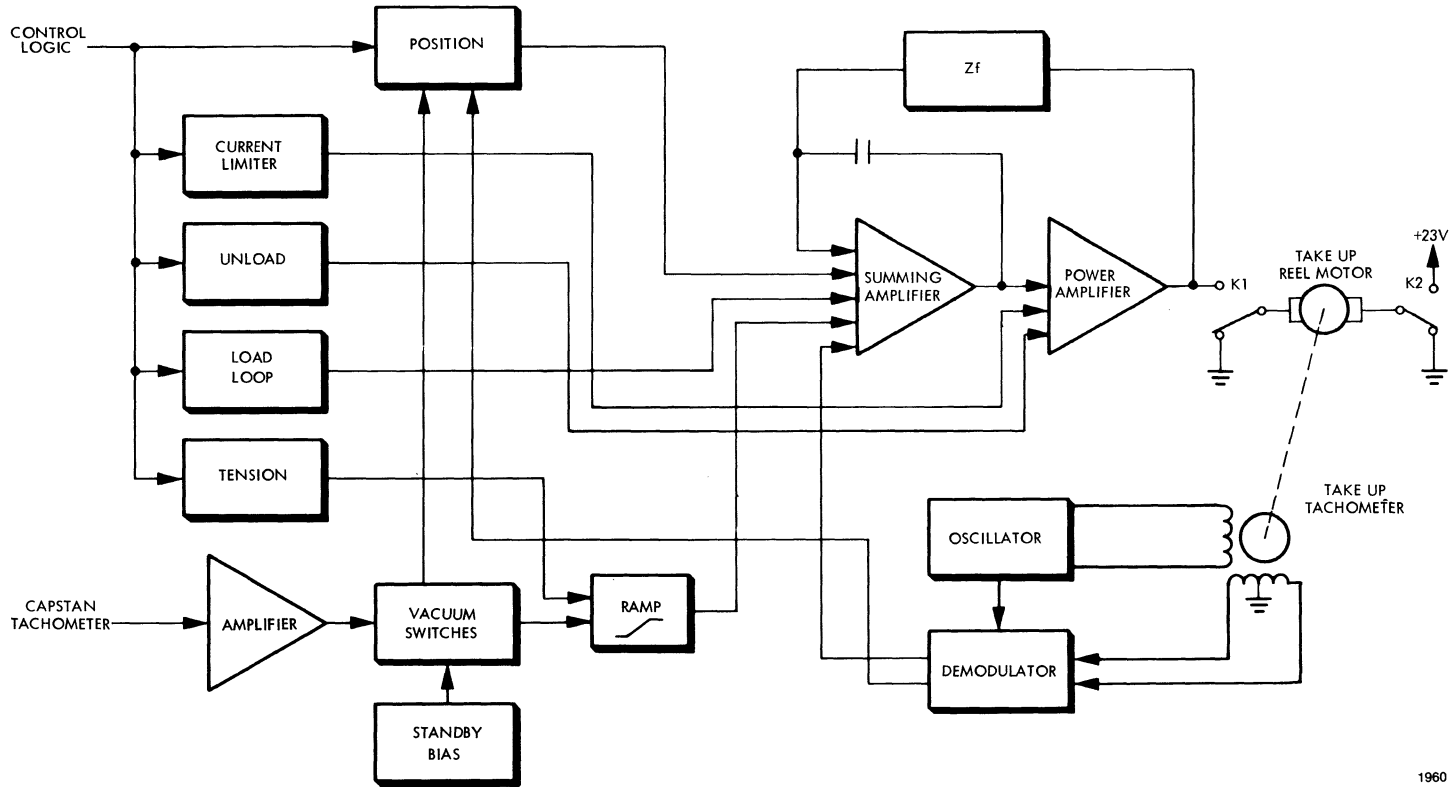 CONTROL
LOGIC
POSITION
Zf
CURRENT
LIMITER
UNLOAD
SUMMING
AMPLIFIER
POWER
AMPLIFIER
K1
TAKE UP
REEL MOTOR
+23V
K2
LOAD
LOOP
TENSION
OSCILLATOR
TAKE UP
TACHOMETER
CAPSTAN
TACHOMETER
AMPLIFIER
VACUUM
SWITCHES
RAMP
DEMODULATOR
STANDBY
BIAS
1960